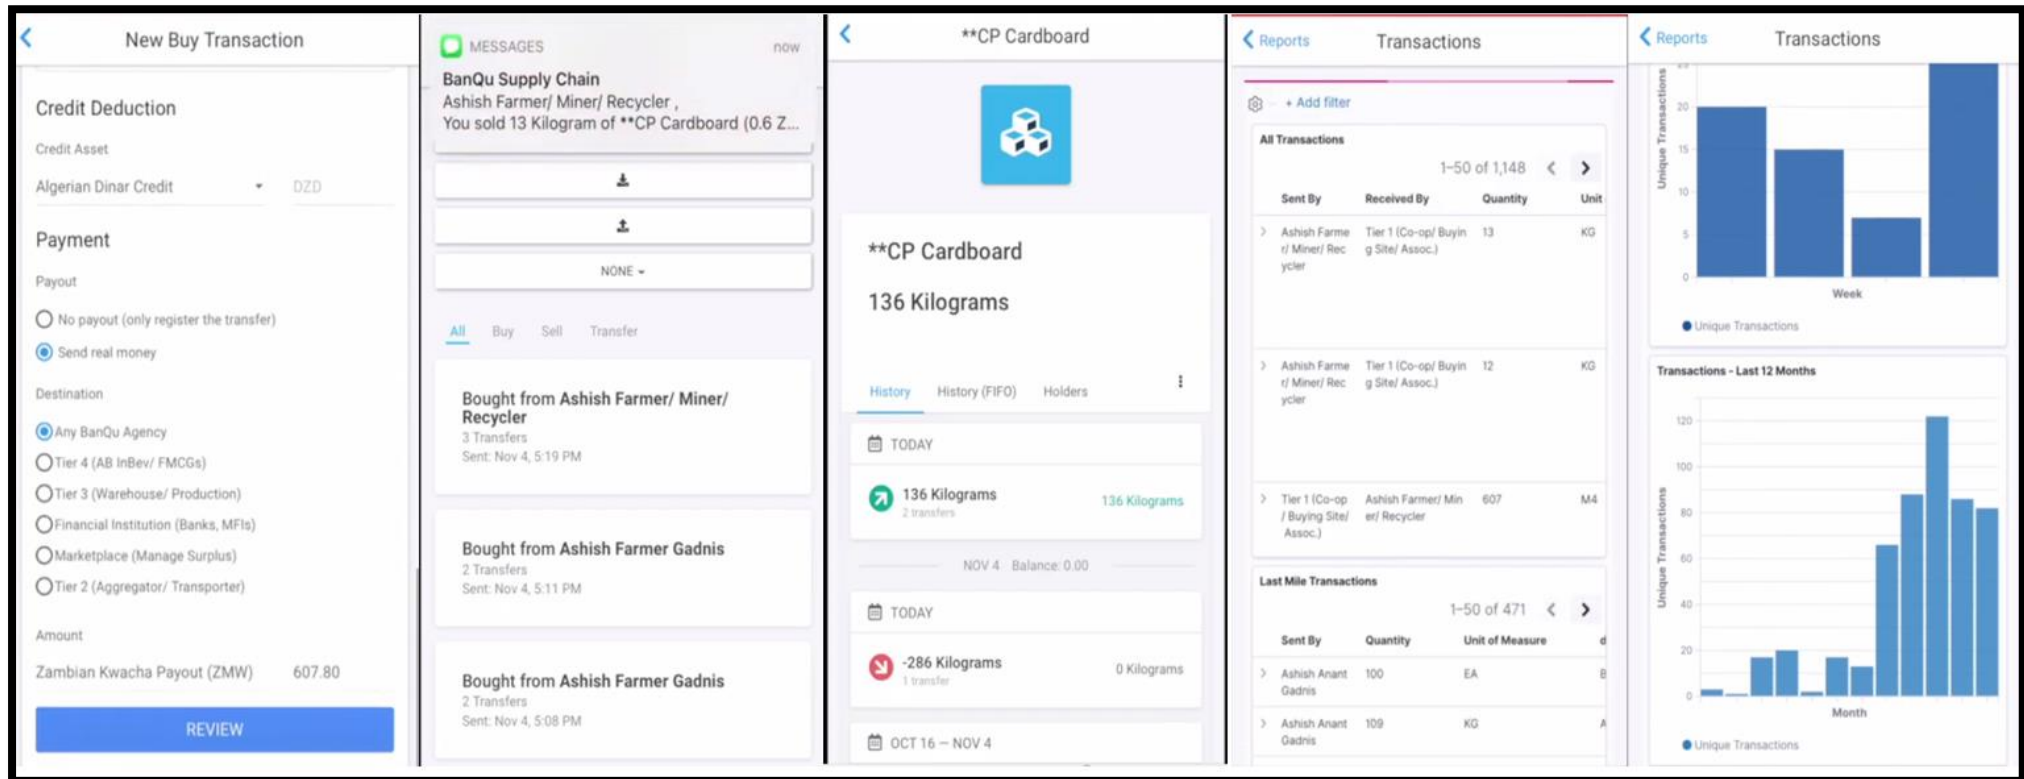 New Buy Transaction
Credit Deduction
Credit Asset
Algerian Dinar Credit
DZD
Payment
Payout
No payout (only register the transfer)
Send real money
Destination
Any BanQu Agency
Tier 4 (AB InBev/ FMCGs)
Tier 3 (Warehouse/ Production)
Financial Institution (Banks, MFIs)
Marketplace (Manage Surplus)
Tier 2 (Aggregator/ Transporter)
Amount
Zambian Kwacha Payout (ZMW) 607.80
REVIEW
MESSAGES now
BanQu Supply Chain
Ashish Farmer/ Miner/ Recycler ,
You sold 13 Kilogram of **CP Cardboard (0.6 Z...
NONE
All Buy Sell Transfer
Bought from Ashish Farmer/ Miner/
Recycler
3 Transfers
Sent: Nov 4, 5:19 PM
Bought from Ashish Farmer Gadnis
2 Transfers
Sent: Nov 4, 5:11 PM
Bought from Ashish Farmer Gadnis
2 Transfers
Sent: Nov 4, 5:08 PM
**CP Cardboard
**CP Cardboard
136 Kilograms
History History (FIFO) Holders
TODAY
136 Kilograms 136 Kilograms
2 transfers
NOV 4 Balance: 0.00
TODAY
-286 Kilograms 0 Kilograms
1 transfer
OCT 16 – NOV 4
Reports Transactions
+ Add filter
All Transactions
1–50 of 1,148
Sent By Received By Quantity Unit
Ashish Farme Tier 1 (Co-op/ Buyin 13 KG
r/ Miner/ Rec g Site/ Assoc.)
ycler
Ashish Farme Tier 1 (Co-op/ Buyin 12 KG
r/ Miner/ Rec g Site/ Assoc.)
ycler
Tier 1 (Co-op Ashish Farmer/ Min 607 M4
/ Buying Site/ er/ Recycler
Assoc.)
Last Mile Transactions
1–50 of 471
Sent By Quantity Unit of Measure d
Ashish Anant 100 EA B
Gadnis
Ashish Anant 109 KG A
Gadnis
Reports Transactions
Unique Transactions
25
20
15
10
5
0
Week
Unique Transactions
Transactions - Last 12 Months
Unique Transactions
120
100
80
60
40
20
0
Month
Unique Transactions